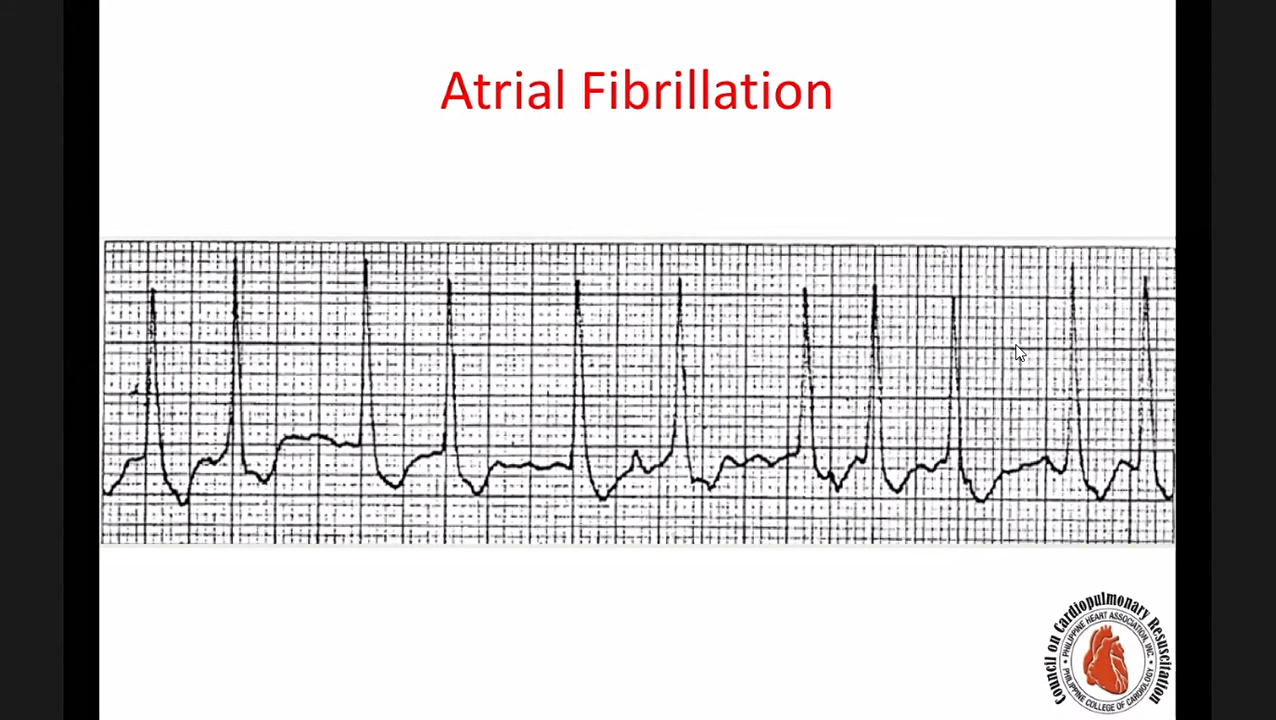 Atrial Fibrillation
Council on Cardiopulmonary Resuscitation
PHILIPPINE HEART ASSOCIATION, INC.
PHILIPPINE COLLEGE OF CARDIOLOGY